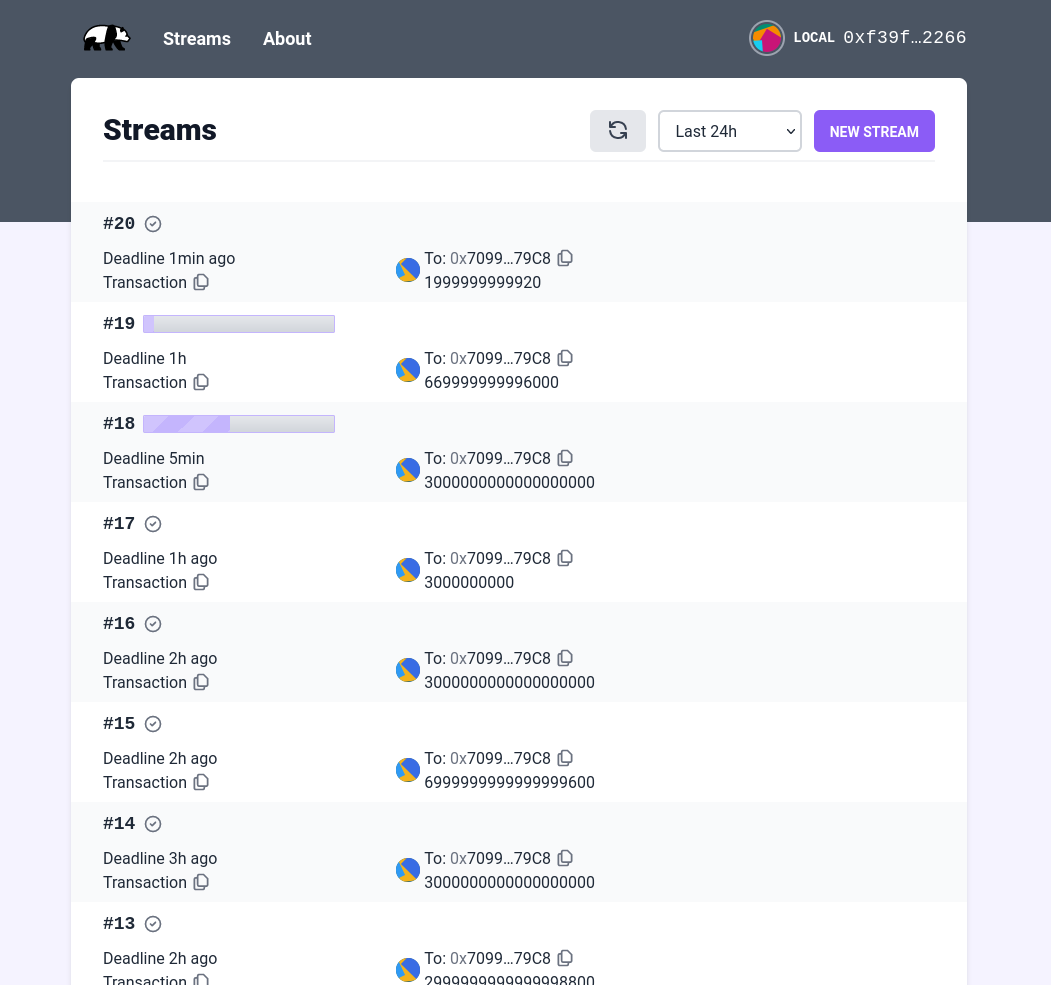 Streams About LOCAL 0xf39f…2266
Streams Last 24h NEW STREAM
#20
Deadline 1min ago To: 0x7099…79C8
Transaction 1999999999920
#19
Deadline 1h To: 0x7099…79C8
Transaction 669999999996000
#18
Deadline 5min To: 0x7099…79C8
Transaction 3000000000000000000
#17
Deadline 1h ago To: 0x7099…79C8
Transaction 3000000000
#16
Deadline 2h ago To: 0x7099…79C8
Transaction 3000000000000000000
#15
Deadline 2h ago To: 0x7099…79C8
Transaction 6999999999999999600
#14
Deadline 3h ago To: 0x7099…79C8
Transaction 3000000000000000000
#13
Deadline 2h ago To: 0x7099…79C8
Transaction 2999999999999998800